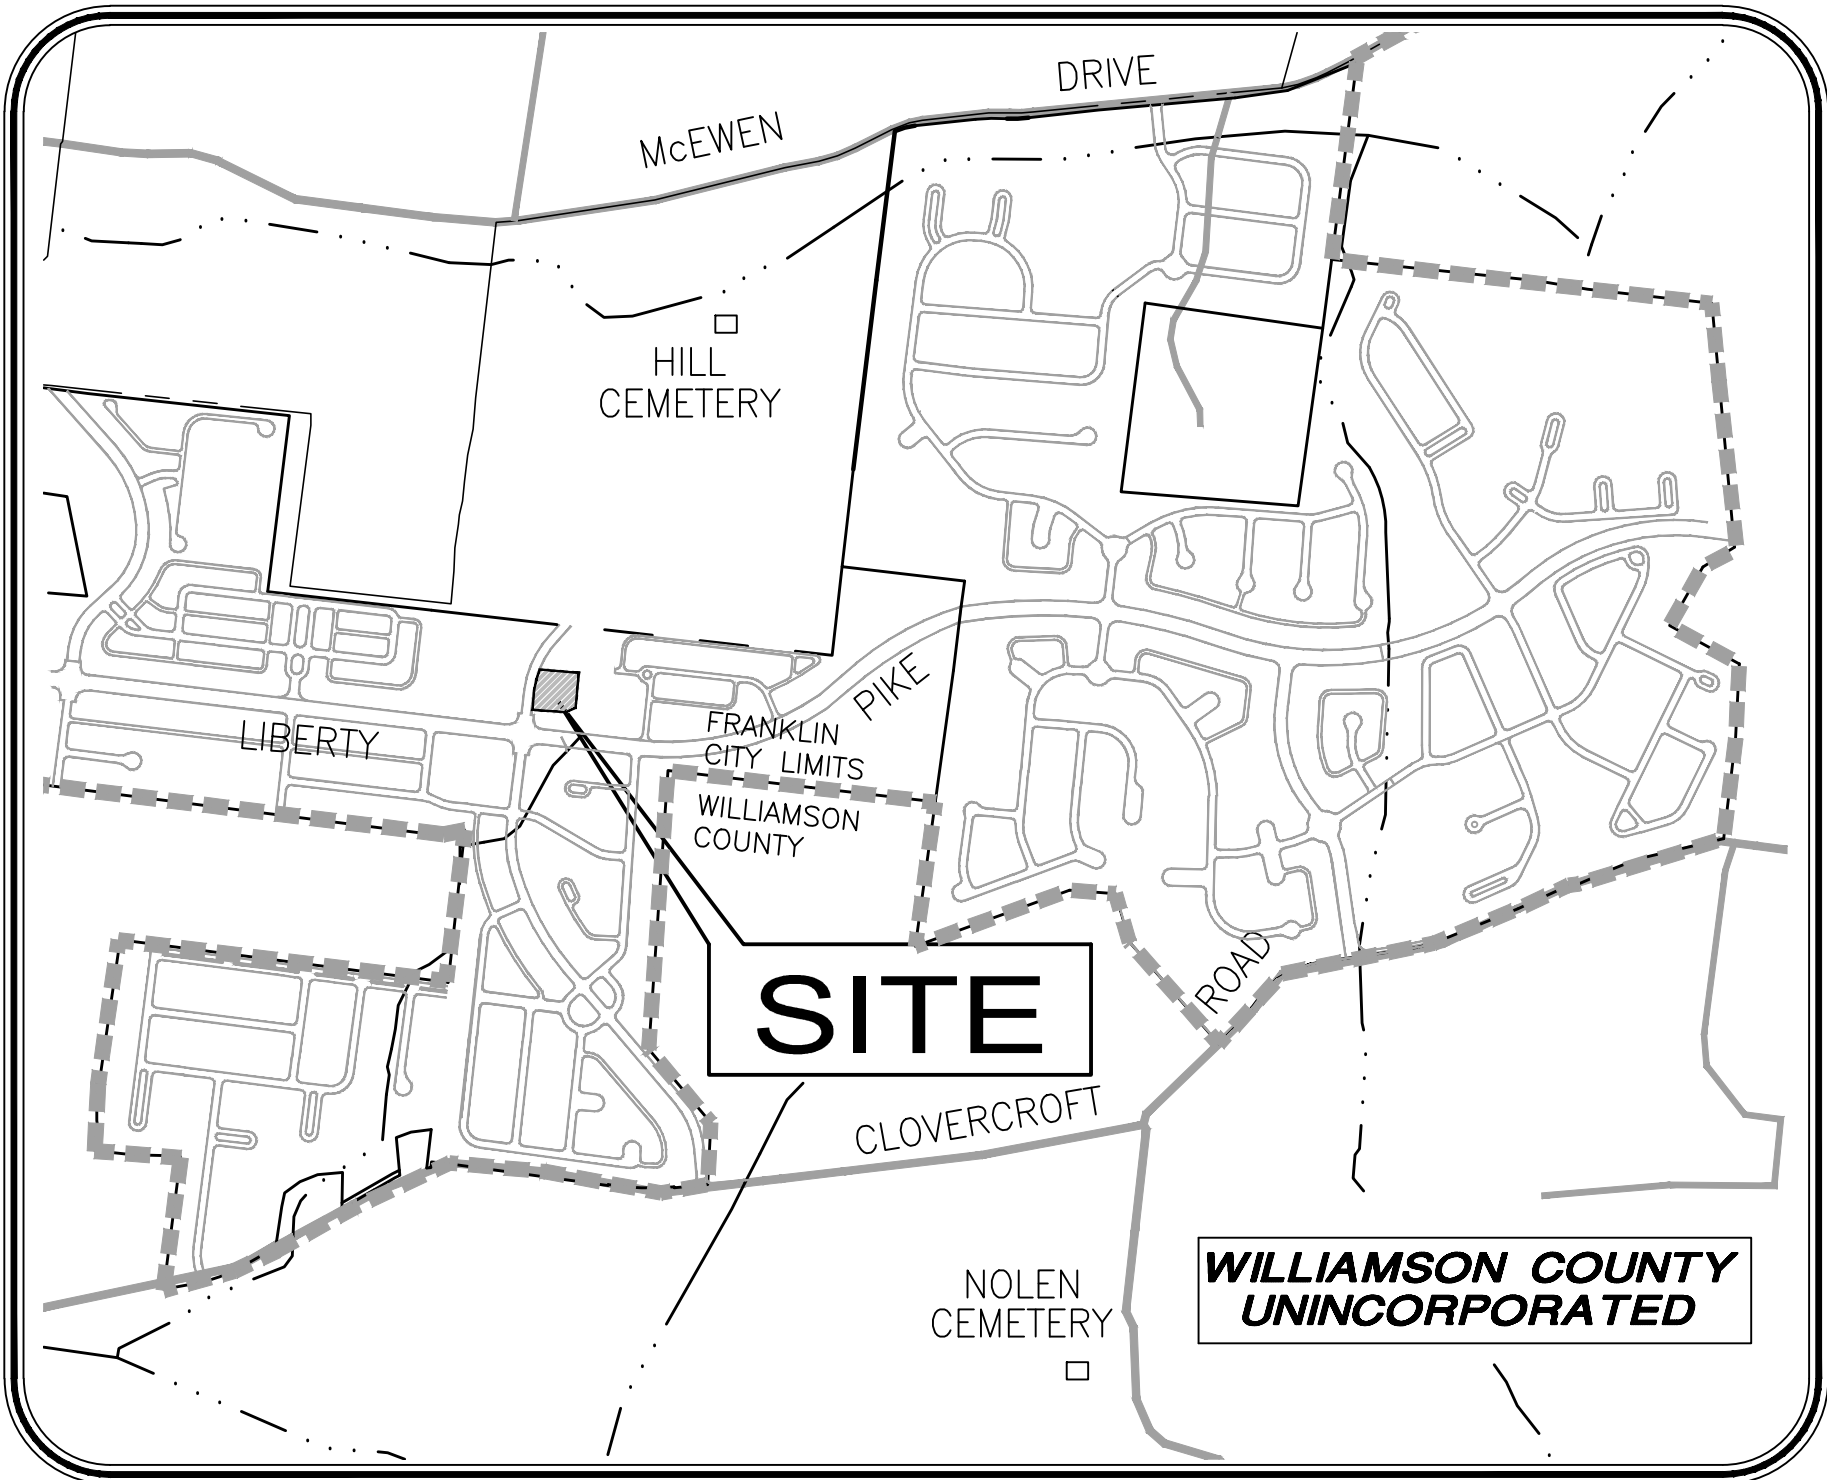 DRIVE
McEWEN
HILL
CEMETERY
PIKE
LIBERTY
FRANKLIN
CITY LIMITS
WILLIAMSON
COUNTY
ROAD
SITE
CLOVERCROFT
WILLIAMSON COUNTY
UNINCORPORATED
NOLEN
CEMETERY